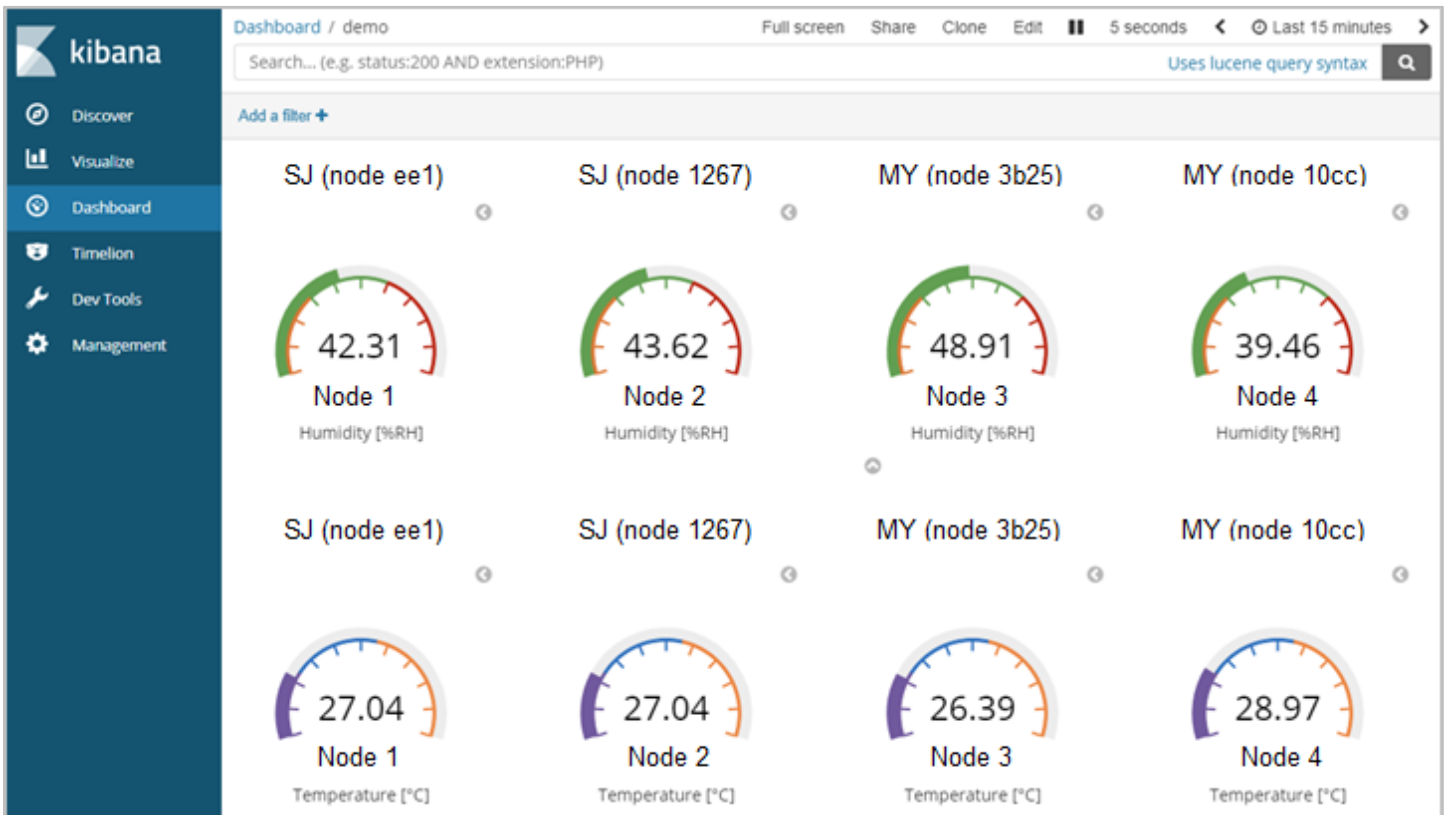 kibana
Discover
Visualize
Dashboard
Timelion
Dev Tools
Management
Dashboard / demo
Full screen Share Clone Edit 5 seconds Last 15 minutes
Search... (e.g. status:200 AND extension:PHP) Uses lucene query syntax
Add a filter +
SJ (node ee1) SJ (node 1267) MY (node 3b25) MY (node 10cc)
42.31 43.62 48.91 39.46
Node 1 Node 2 Node 3 Node 4
Humidity [%RH] Humidity [%RH] Humidity [%RH] Humidity [%RH]
SJ (node ee1) SJ (node 1267) MY (node 3b25) MY (node 10cc)
27.04 27.04 26.39 28.97
Node 1 Node 2 Node 3 Node 4
Temperature [°C] Temperature [°C] Temperature [°C] Temperature [°C]